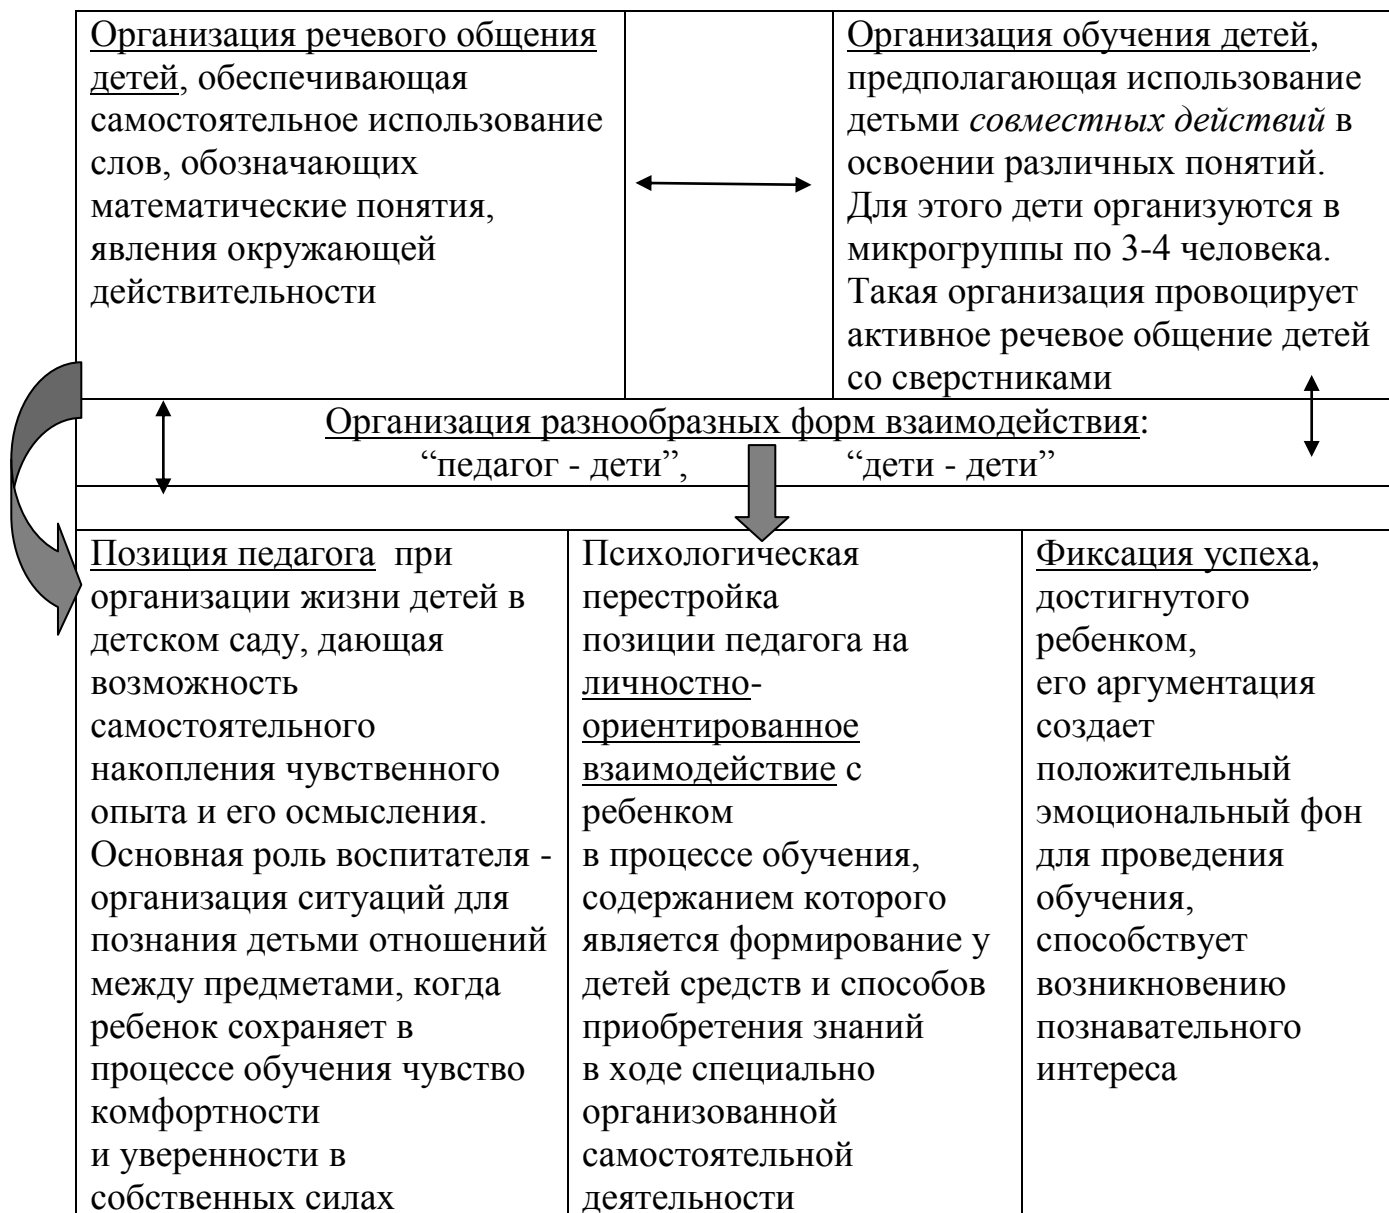 Организация речевого общения
детей, обеспечивающая
самостоятельное использование
слов, обозначающих
математические понятия,
явления окружающей
действительности
Организация обучения детей,
предполагающая использование
детьми совместных действий в
освоении различных понятий.
Для этого дети организуются в
микрогруппы по 3-4 человека.
Такая организация провоцирует
активное речевое общение детей
со сверстниками
Организация разнообразных форм взаимодействия:
“педагог - дети”, “дети - дети”
Позиция педагога при
организации жизни детей в
детском саду, дающая
возможность
самостоятельного
накопления чувственного
опыта и его осмысления.
Основная роль воспитателя -
организация ситуаций для
познания детьми отношений
между предметами, когда
ребенок сохраняет в
процессе обучения чувство
комфортности
и уверенности в
собственных силах
Психологическая
перестройка
позиции педагога на
личностно-
ориентированное
взаимодействие с
ребенком
в процессе обучения,
содержанием которого
является формирование у
детей средств и способов
приобретения знаний
в ходе специально
организованной
самостоятельной
деятельности
Фиксация успеха,
достигнутого
ребенком,
его аргументация
создает
положительный
эмоциональный фон
для проведения
обучения,
способствует
возникновению
познавательного
интереса